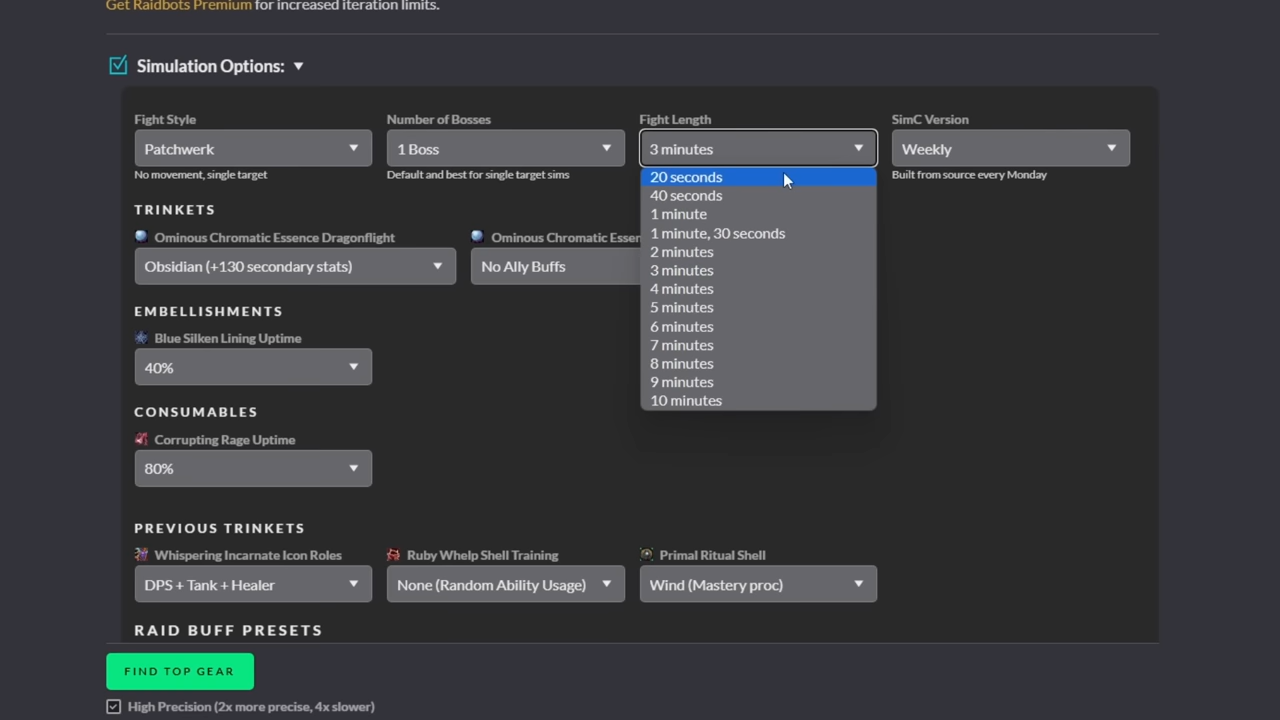 Get Raidbots Premium for increased iteration limits.
Simulation Options:
Fight Style
Number of Bosses
Fight Length
SimC Version
Patchwerk
1 Boss
3 minutes
Weekly
No movement, single target
Default and best for single target sims
Built from source every Monday
20 seconds
40 seconds
1 minute
1 minute, 30 seconds
2 minutes
3 minutes
4 minutes
5 minutes
6 minutes
7 minutes
8 minutes
9 minutes
10 minutes
TRINKETS
Ominous Chromatic Essence Dragonflight
Ominous Chromatic
Obsidian (+130 secondary stats)
No Ally Buffs
EMBELLISHMENTS
Blue Silken Lining Uptime
40%
CONSUMABLES
Corrupting Rage Uptime
80%
PREVIOUS TRINKETS
Whispering Incarnate Icon Roles
Ruby Whelp Shell Training
Primal Ritual Shell
DPS + Tank + Healer
None (Random Ability Usage)
Wind (Mastery proc)
RAID BUFF PRESETS
FIND TOP GEAR
High Precision (2x more precise, 4x slower)